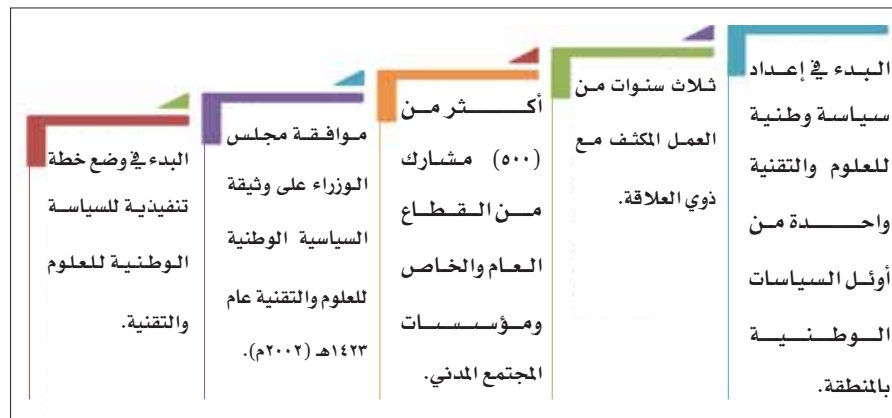 البدء في إعداد
سياسة وطنية
للعلوم والتقنية
واحدة من
أوئل السياسات
الوطنية
بالمنطقة.
ثلاث سنوات من
العمل المكثف مع
ذوي العلاقة.
أكثر من
(٥٠٠) مشارك
من القطاع
العام والخاص
ومؤسسات
المجتمع المدني.
موافقة مجلس
الوزراء على وثيقة
السياسية الوطنية
للعلوم والتقنية عام
١٤٢٣هـ (٢٠٠٢م).
البدء في وضع خطة
تنفيذية للسياسة
الوطنية للعلوم
والتقنية.